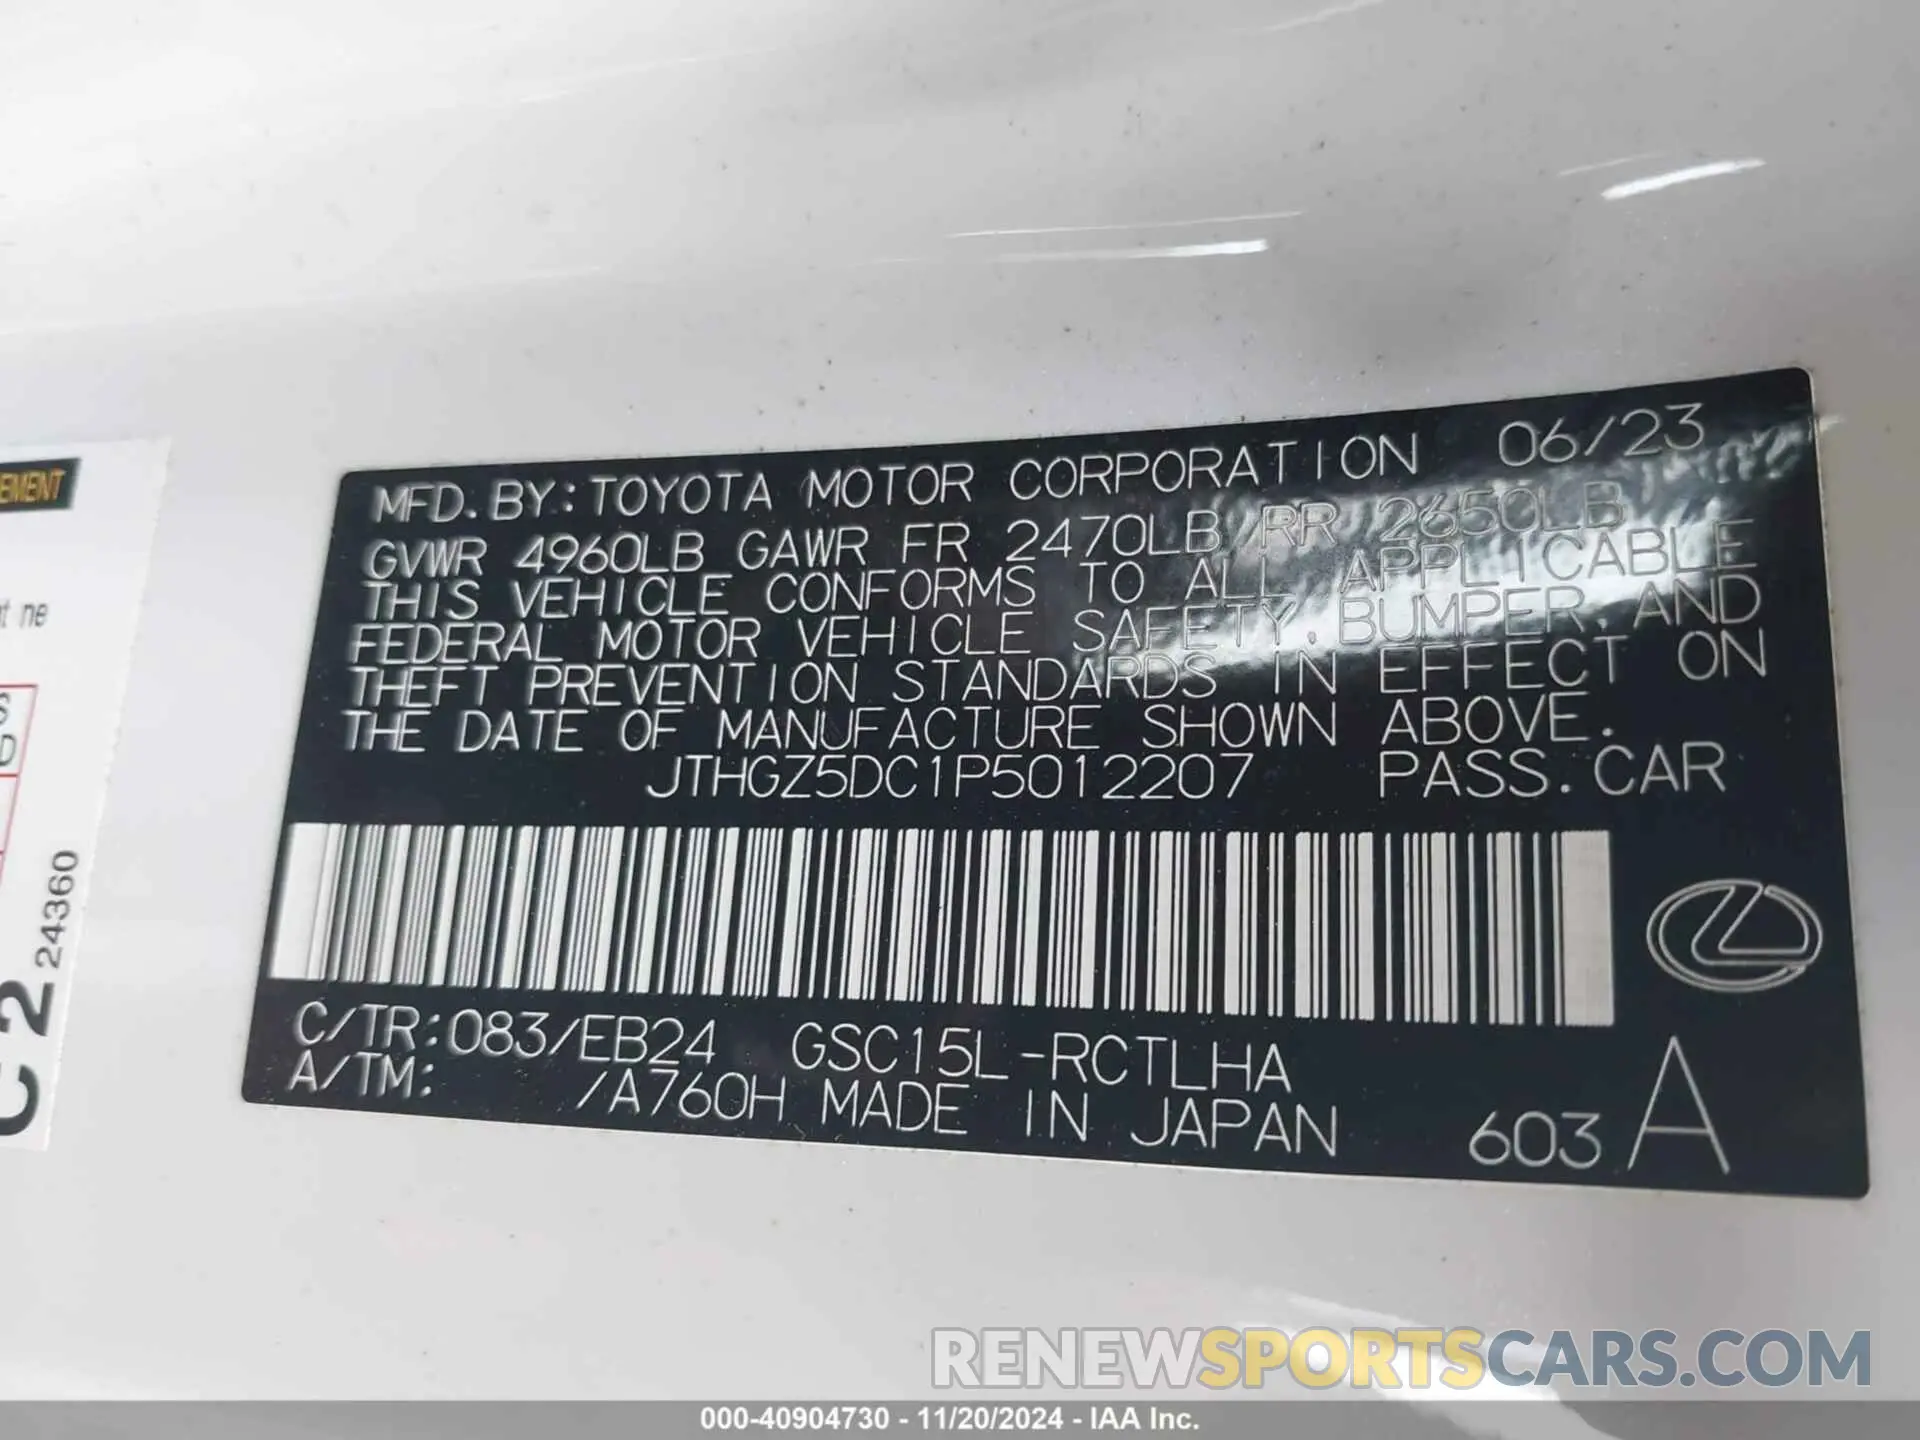 MFD. BY: TOYOTA MOTOR CORPORATION 06/23
GVWR 4960LB GAWR FR 2470LB RR 2650LB
THIS VEHICLE CONFORMS TO ALL APPLICABLE
FEDERAL MOTOR VEHICLE SAFETY, BUMPER, AND
THEFT PREVENTION STANDARDS IN EFFECT ON
THE DATE OF MANUFACTURE SHOWN ABOVE.
JTHGZ5DC1P5012207 PASS. CAR
C/TR: 083/EB24 GSC15L-RCTLHA
A/TM: /A760H MADE IN JAPAN 603 A
EMENT
ne
S
D
24360
C2
RENEWSPORTSCARS.COM
000-40904730 - 11/20/2024 - IAA Inc.